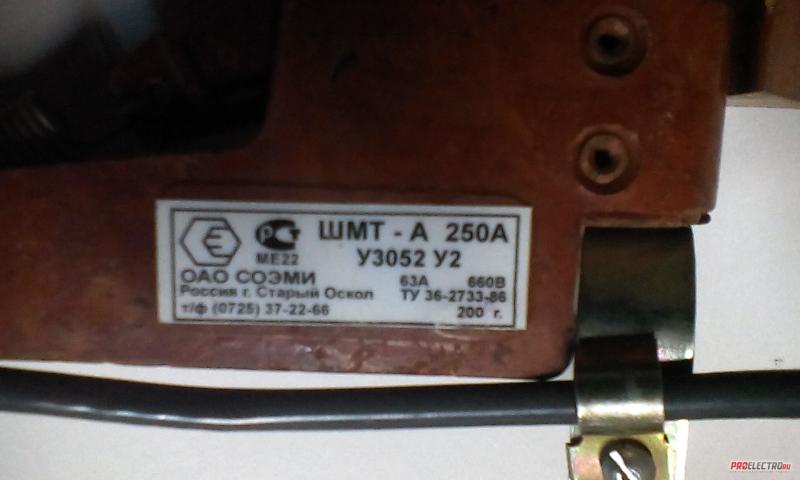 ШМТ - А 250А
МЕ22
У3052 У2
ОАО СОЭМИ
63А 660В
Россия г. Старый Оскол
ТУ 36-2733-86
т/ф (0725) 37-22-66
200 г.
PROELECTRO.RU